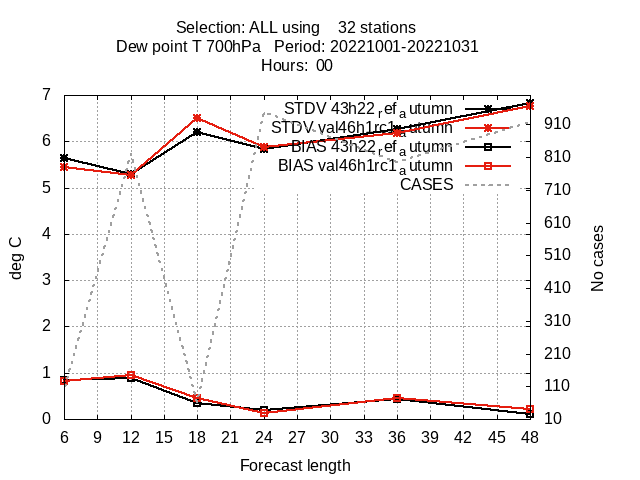 Selection: ALL using    32 stations
Dew point T 700hPa   Period: 20221001-20221031
Hours:  00
STDV 43h22_ref_autumn
STDV val46h1rc1_autumn
BIAS 43h22_ref_autumn
BIAS val46h1rc1_autumn
CASES
deg C
7
6
5
4
3
2
1
0
No cases
910
810
710
610
510
410
310
210
110
10
6 9 12 15 18 21 24 27 30 33 36 39 42 45 48
Forecast length